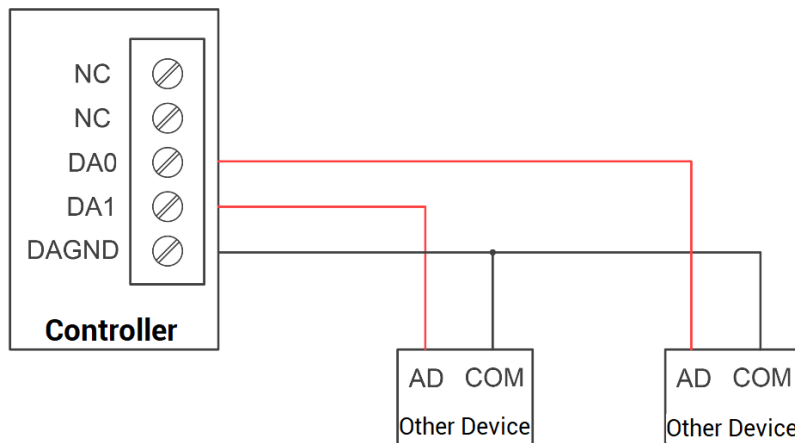 NC
NC
DA0
DA1
DAGND
Controller
AD COM
Other Device
AD COM
Other Device